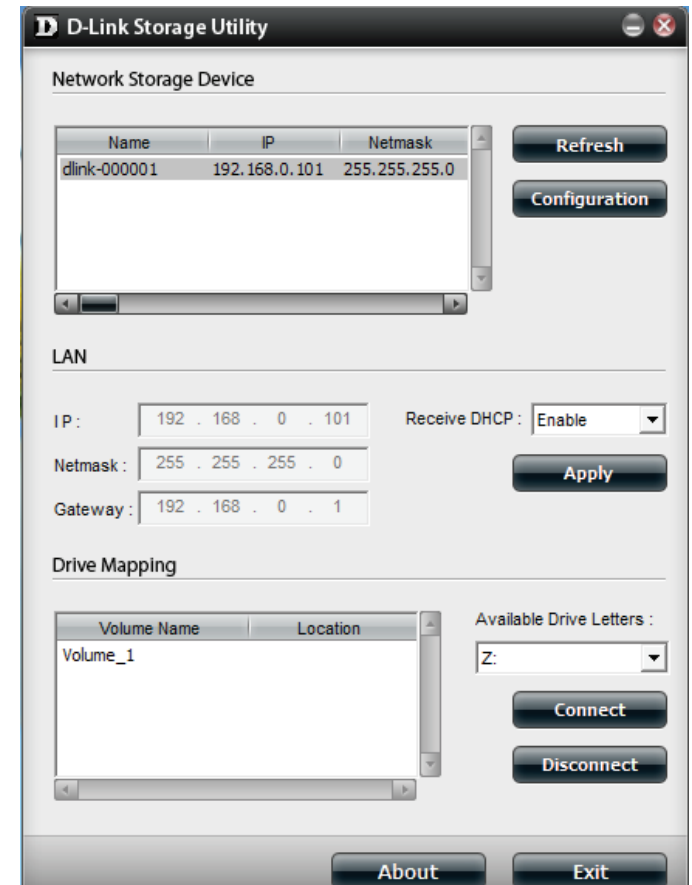 D D-Link Storage Utility
Network Storage Device
Name IP Netmask
dlink-000001 192.168.0.101 255.255.255.0
Refresh
Configuration
LAN
IP : 192 . 168 . 0 . 101
Receive DHCP : Enable
Netmask : 255 . 255 . 255 . 0
Apply
Gateway : 192 . 168 . 0 . 1
Drive Mapping
Volume Name Location
Volume_1
Available Drive Letters :
Z:
Connect
Disconnect
About Exit